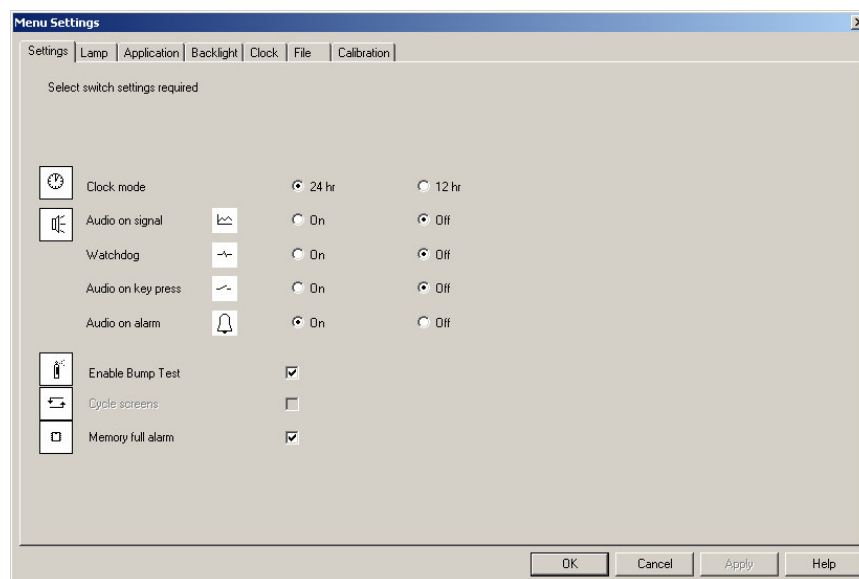 Menu Settings
Settings Lamp Application Backlight Clock File Calibration
Select switch settings required
Clock mode 24 hr 12 hr
Audio on signal On Off
Watchdog On Off
Audio on key press On Off
Audio on alarm On Off
Enable Bump Test
Cycle screens
Memory full alarm
OK Cancel Apply Help